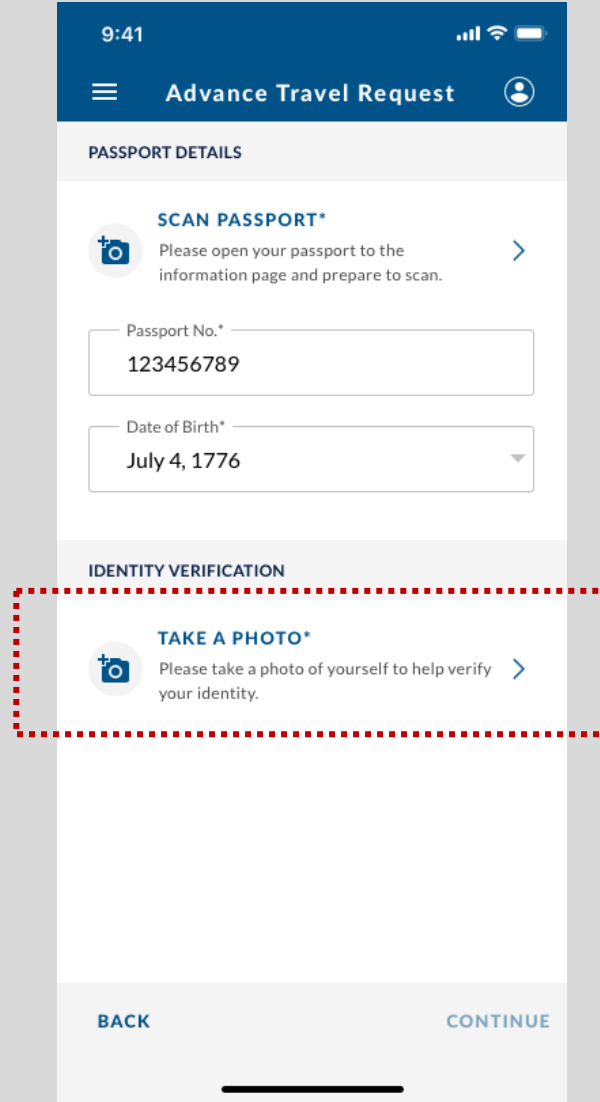 9:41
Advance Travel Request
PASSPORT DETAILS
SCAN PASSPORT*
Please open your passport to the
information page and prepare to scan.
Passport No.*
123456789
Date of Birth*
July 4, 1776
IDENTITY VERIFICATION
TAKE A PHOTO*
Please take a photo of yourself to help verify
your identity.
BACK
CONTINUE